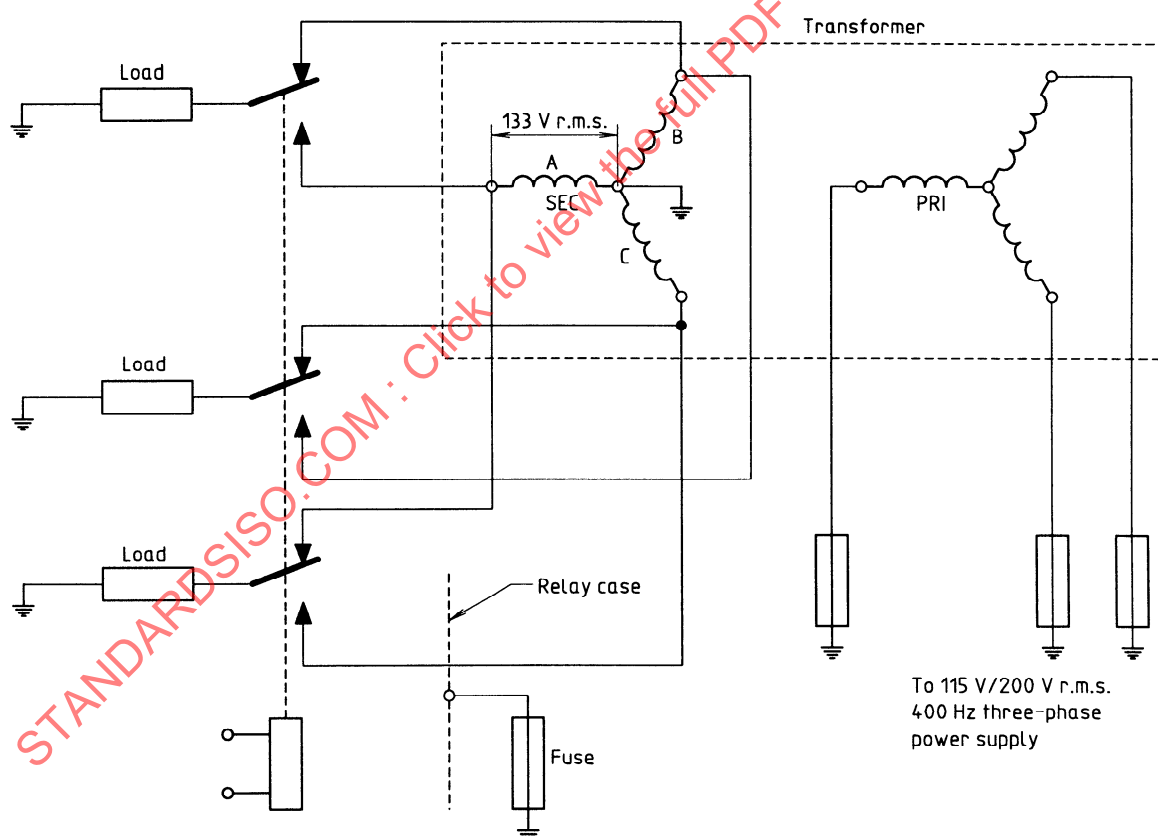 Transformer
Load
133 V r.m.s.
B
A
SEC
PRI
C
Load
Load
Relay case
To 115 V/200 V r.m.s.
400 Hz three-phase
power supply
Fuse
STANDARDSISO.COM : Click to view the full PDF